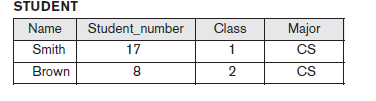 STUDENT
Name Student_number Class Major
Smith 17 1 CS
Brown 8 2 CS